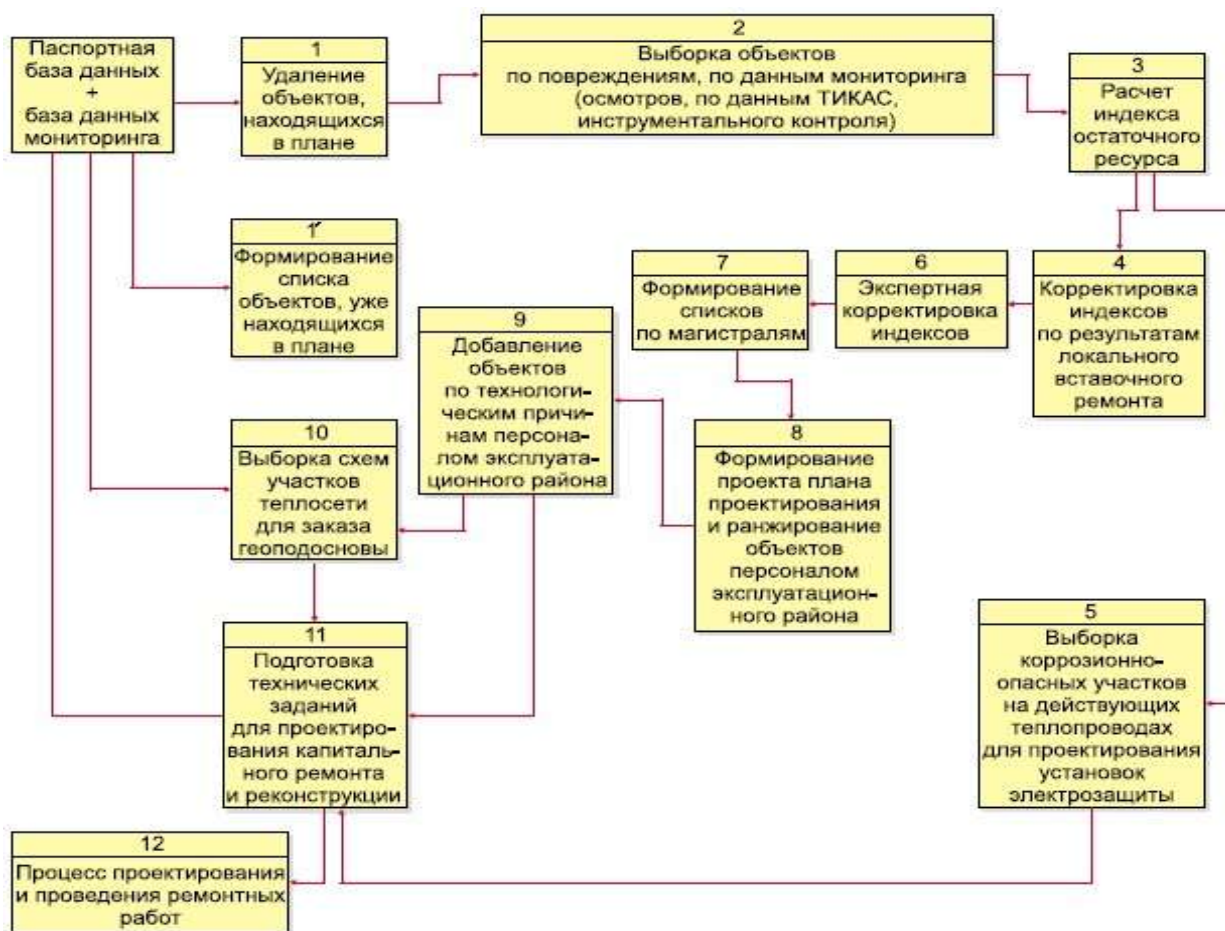 Паспортная
база данных
+
база данных
мониторинга
1
Удаление
объектов,
находящихся
в плане
2
Выборка объектов
по повреждениям, по данным мониторинга
(осмотров, по данным ТИКАС,
инструментального контроля)
3
Расчет
индекса
остаточного
ресурса
1´
Формирование
списка
объектов, уже
находящихся
в плане
9
Добавление
объектов
по технологи-
ческим причи-
нам персона-
лом эксплуата-
ционного района
7
Формирование
списков
по магистралям
6
Экспертная
корректировка
индексов
4
Корректировка
индексов
по результатам
локального
вставочного
ремонта
10
Выборка схем
участков
теплосети
для заказа
геоподосновы
8
Формирование
проекта плана
проектирования
и ранжирование
объектов
персоналом
эксплуатацион-
ного района
5
Выборка
коррозионно-
опасных участков
на действующих
теплопроводах
для проектирования
установок
электрозащиты
11
Подготовка
технических
заданий
для проектиро-
вания капиталь-
ного ремонта
и реконструкции
12
Процесс проектирования
и проведения ремонтных
работ